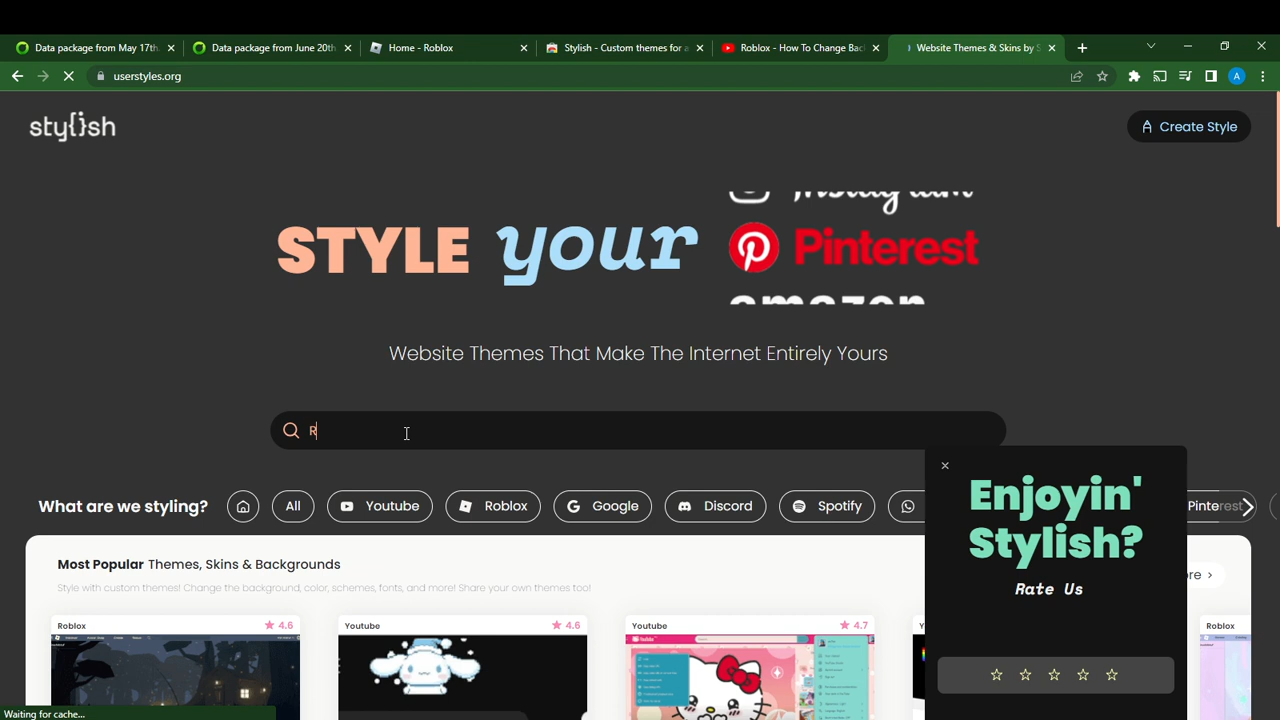 Data package from May 17th
Data package from June 20th
Home - Roblox
Stylish - Custom themes for a
Roblox - How To Change Bac
Website Themes & Skins by S
userstyles.org
A
stylish
Create Style
Instagram
STYLE your Pinterest
amazon
Website Themes That Make The Internet Entirely Yours
R
What are we styling?
All
Youtube
Roblox
Google
Discord
Spotify
Pinterest
Enjoyin'
Stylish?
Rate Us
Most Popular Themes, Skins & Backgrounds
Style with custom themes! Change the background, color, schemes, fonts, and more! Share your own themes too!
Roblox
4.6
Youtube
4.6
Youtube
4.7
Roblox
Waiting for cache...